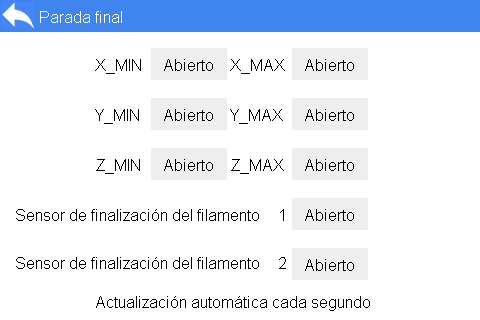 Parada final
X_MIN Abierto X_MAX Abierto
Y_MIN Abierto Y_MAX Abierto
Z_MIN Abierto Z_MAX Abierto
Sensor de finalización del filamento 1 Abierto
Sensor de finalización del filamento 2 Abierto
Actualización automática cada segundo